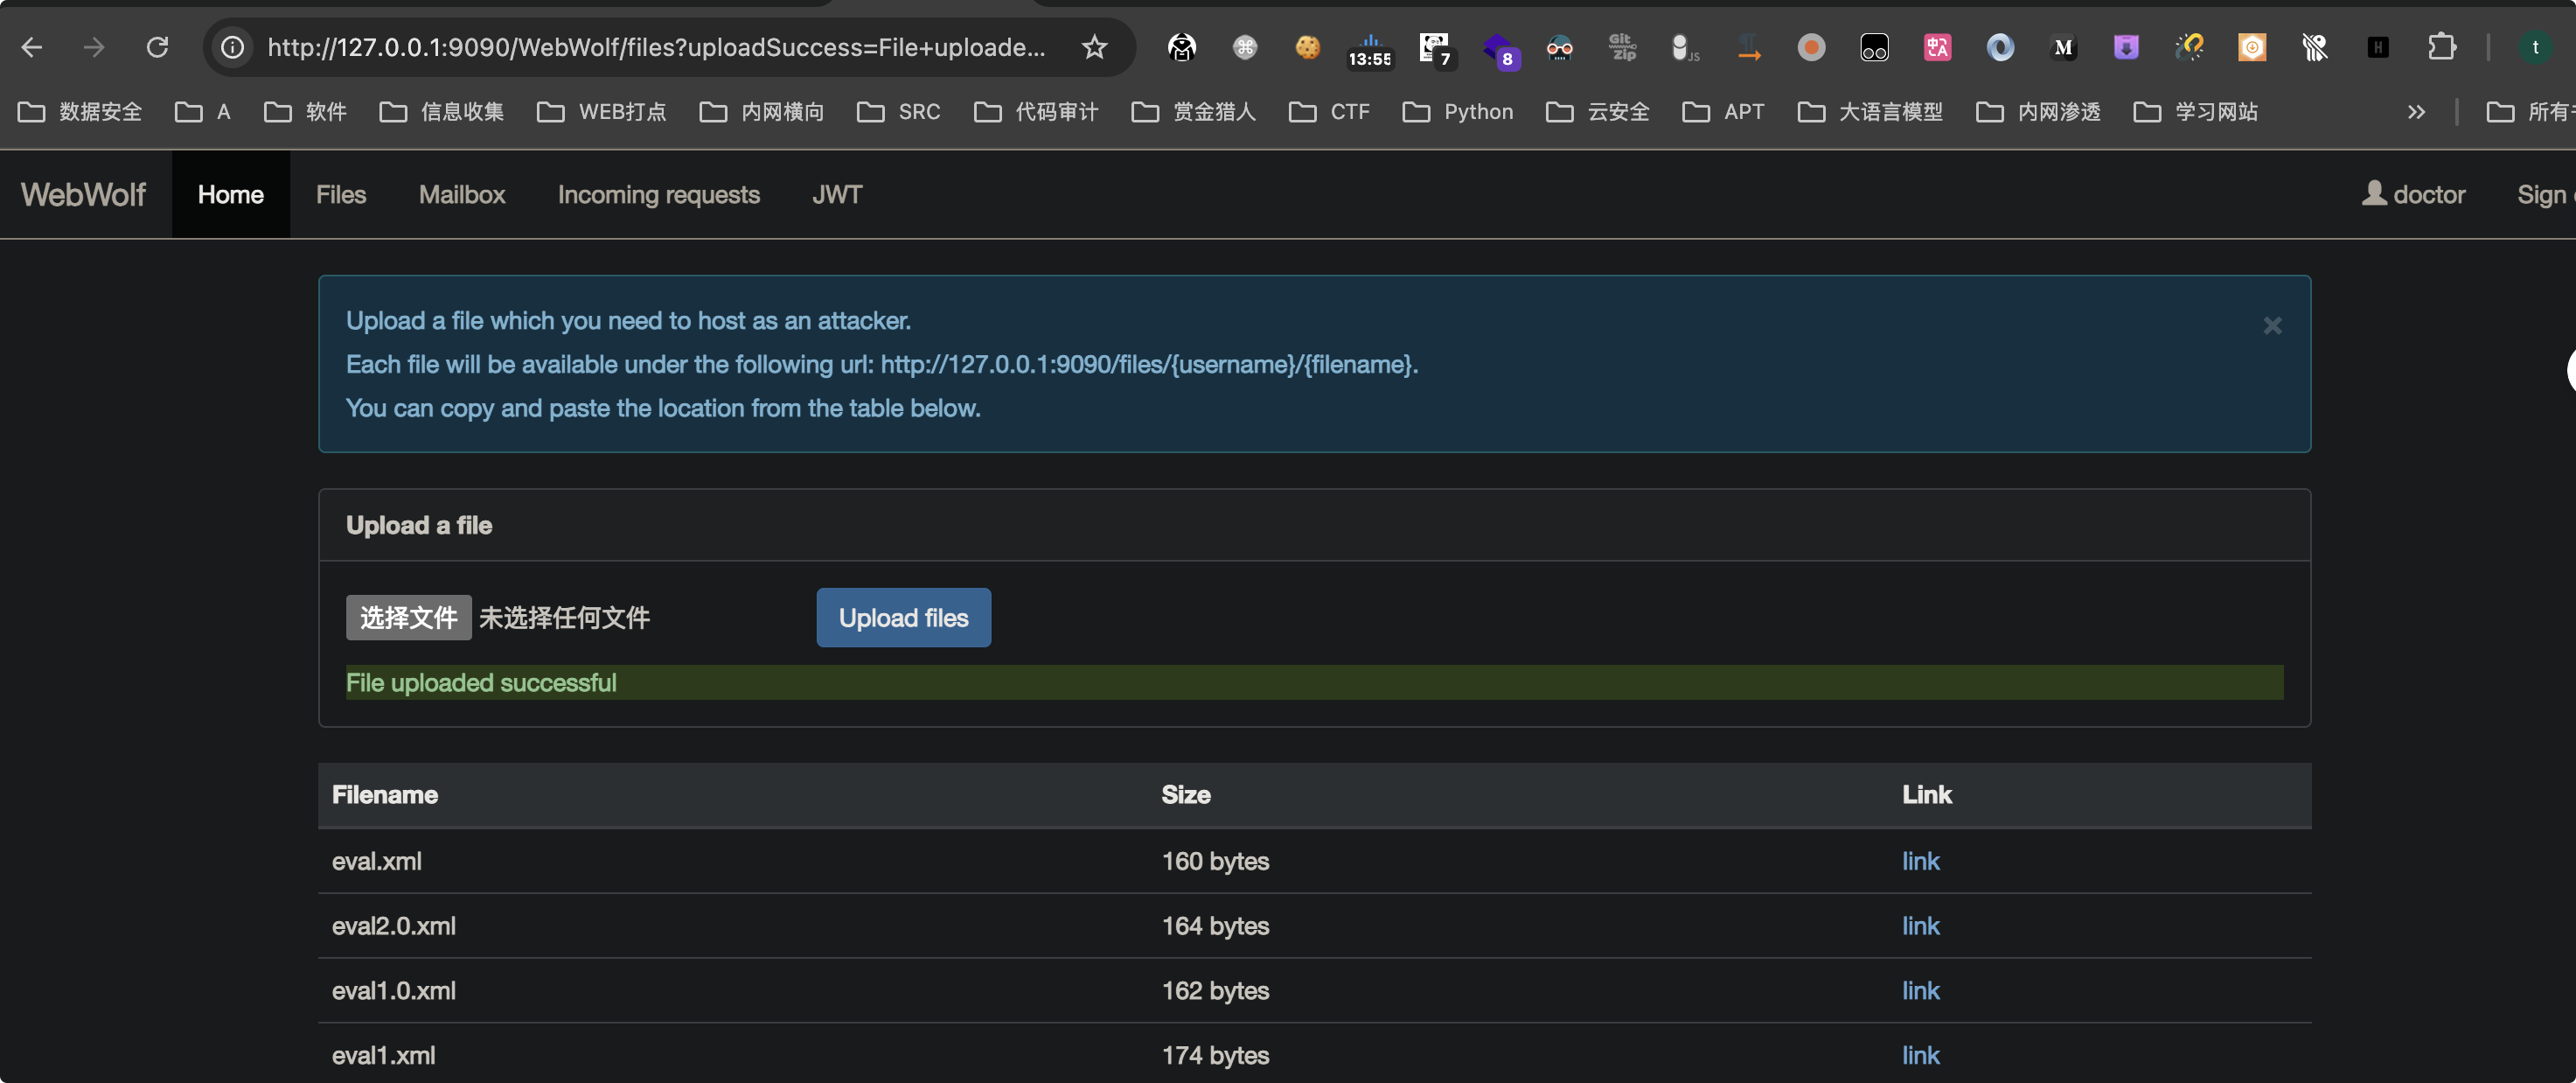 http://127.0.0.1:9090/WebWolf/files?uploadSuccess=File+uploade...
13:55 7 8 Git Zip JS M H t
数据安全 A 软件 信息收集 WEB打点 内网横向 SRC 代码审计 赏金猎人 CTF Python 云安全 APT 大语言模型 内网渗透 学习网站 » 所有
WebWolf Home Files Mailbox Incoming requests JWT doctor Sign
Upload a file which you need to host as an attacker.
Each file will be available under the following url: http://127.0.0.1:9090/files/{username}/{filename}.
You can copy and paste the location from the table below.
×
Upload a file
选择文件 未选择任何文件 Upload files
File uploaded successful
Filename Size Link
eval.xml 160 bytes link
eval2.0.xml 164 bytes link
eval1.0.xml 162 bytes link
eval1.xml 174 bytes link